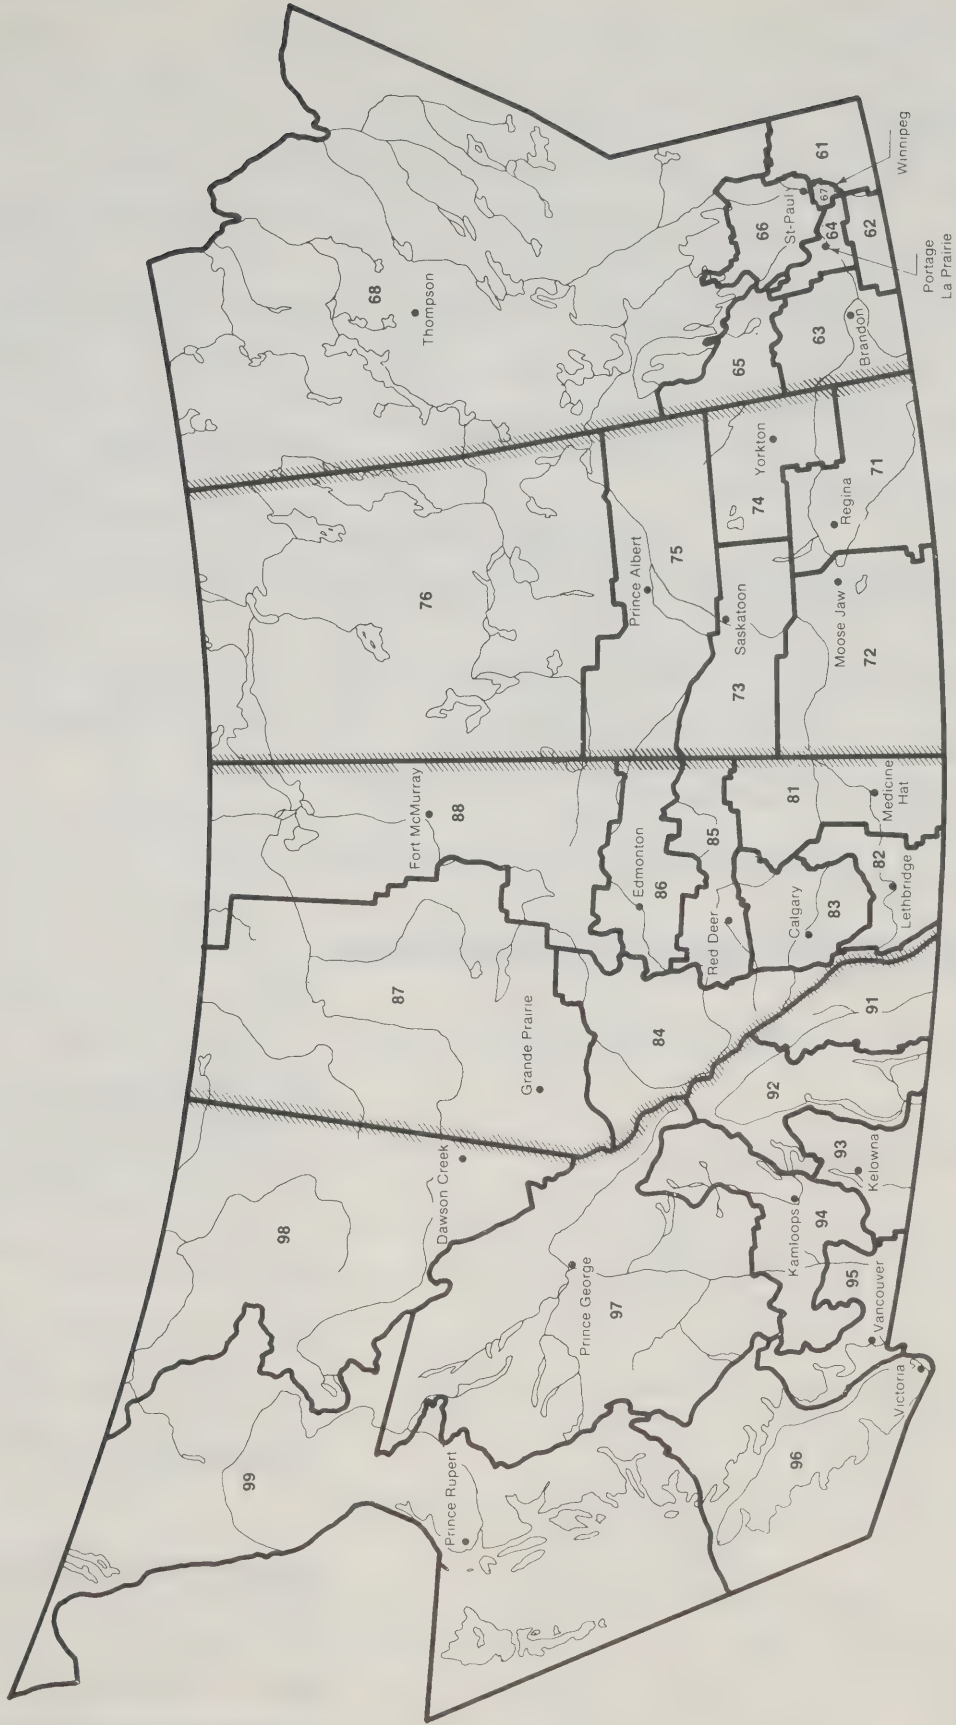 99
98
97
Prince Rupert
Prince George
Dawson Creek
96
Victoria
Vancouver
95
94
Kamloops
93
Kelowna
92
91
87
Grande Prairie
84
88
Fort McMurray
Edmonton
86
85
Red Deer
Calgary
83
82
Lethbridge
81
Medicine
Hat
76
75
Prince Albert
Saskatoon
73
74
Yorkton
Regina
71
Moose Jaw
72
68
Thompson
65
66
63
Brandon
St-Paul
64
67
62
61
Portage
La Prairie
Winnipeg